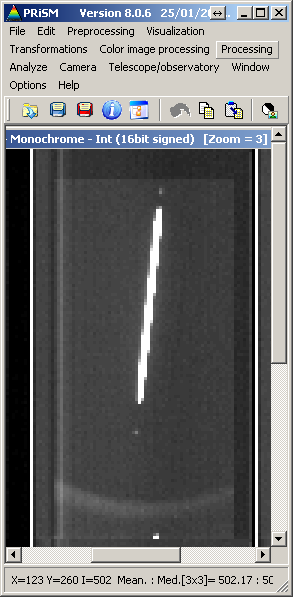 PRiSM Version 8.0.6 25/01/20...
File Edit Preprocessing Visualization
Transformations Color image processing Processing
Analyze Camera Telescope/observatory Window
Options Help
- Monochrome - Int (16bit signed) [Zoom = 3]
X=123 Y=260 I=502 Mean. : Med.[3x3]= 502.17 : 50